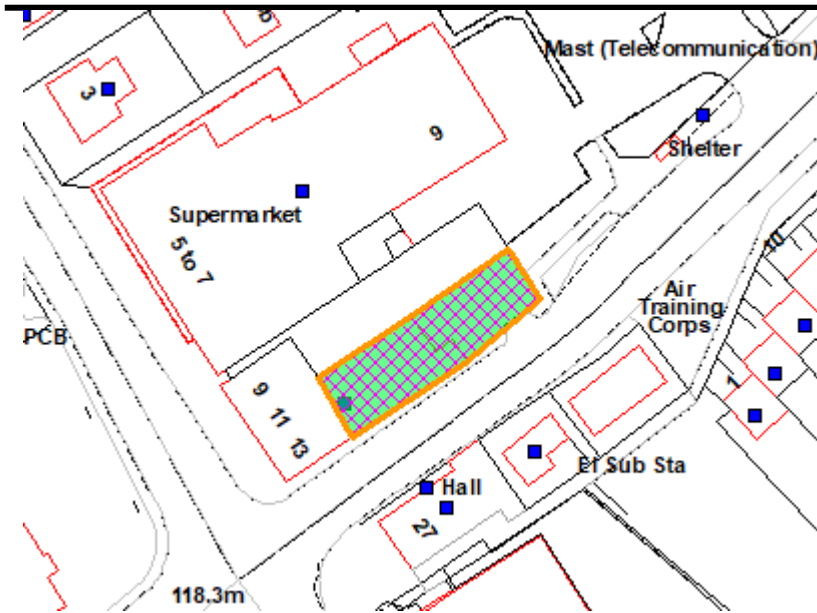 Mast (Telecommunication)
3
9
Shelter
Supermarket
5 to 7
10
Air
Training
Corps
PCB
1
9
11
13
El Sub Sta
Hall
27
118.3m